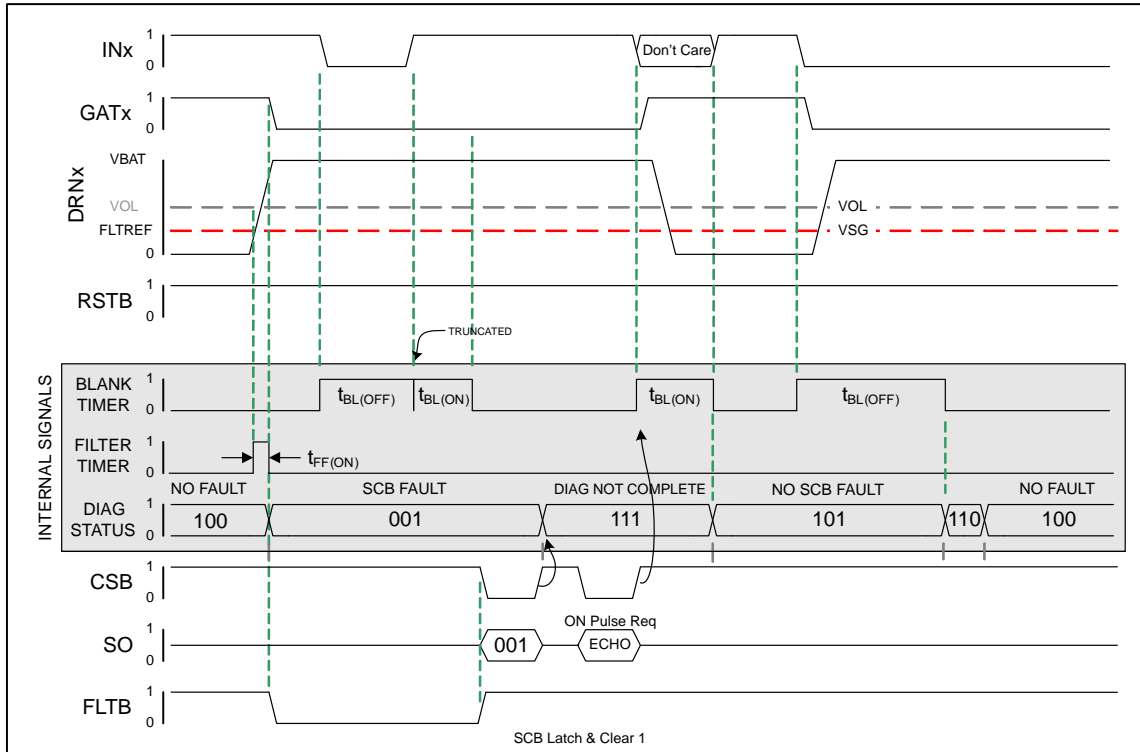 INx 1 0 Don't Care
GATx 1 0
DRNx VBAT
VOL VOL
FLTREF VSG
0
RSTB 1 0
TRUNCATED
INTERNAL SIGNALS
BLANK TIMER 1 0 tBL(OFF) tBL(ON) tBL(ON) tBL(OFF)
FILTER TIMER 1 0 tFF(ON)
NO FAULT SCB FAULT DIAG NOT COMPLETE NO SCB FAULT NO FAULT
DIAG STATUS 1 0 100 001 111 101 110 100
CSB 1 0
ON Pulse Req
SO 1 0 001 ECHO
FLTB 1 0
SCB Latch & Clear 1